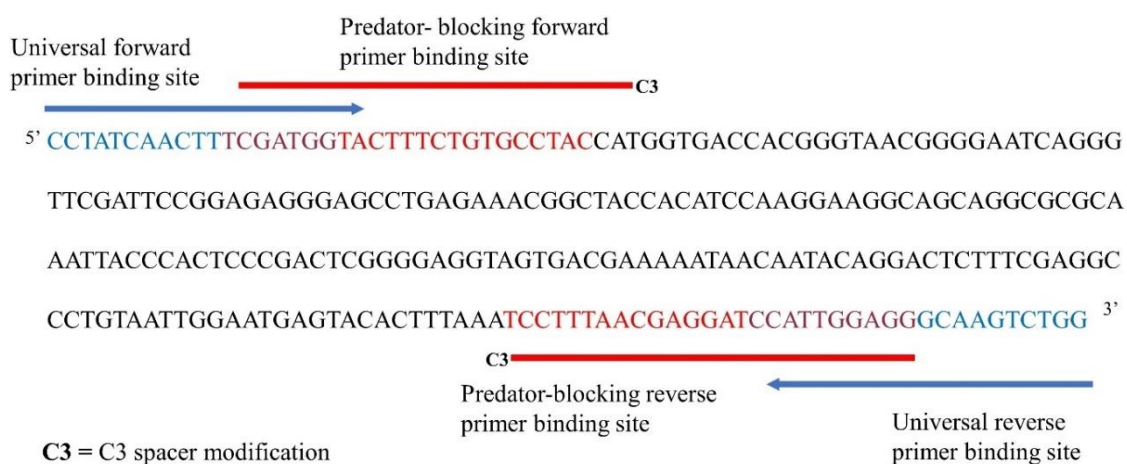 Universal forward
primer binding site
Predator- blocking forward
primer binding site
C3
5’ CCTATCAACTTTCGATGGTACTTTCTGTGCCTACCATGGTGACCACGGGTAACGGGGAATCAGGG
TTCGATTCCGGAGAGGGAGCCTGAGAAACGGCTACCACATCCAAGGAAGGCAGCAGGCGCGCA
AATTACCCACTCCCGACTCGGGGAGGTAGTGACGAAAAATAACAATACAGGACTCTTTCGAGGC
CCTGTAATTGGAATGAGTACACTTTAAATCCTTTAACGAGGATCCATTGGAGGGCAAGTCTGG 3’
C3
Predator-blocking reverse
primer binding site
Universal reverse
primer binding site
C3 = C3 spacer modification